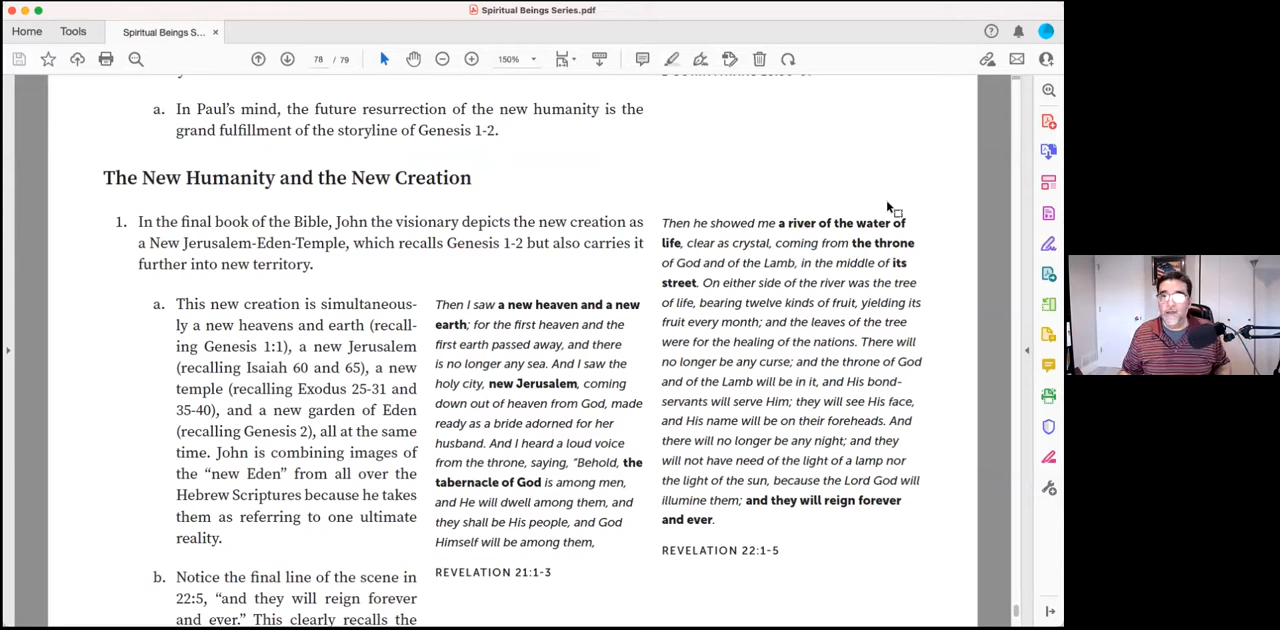 Spiritual Beings Series.pdf
Home
Tools
Spiritual Beings S...
78 / 79
150%
a. In Paul's mind, the future resurrection of the new humanity is the
grand fulfillment of the storyline of Genesis 1-2.
The New Humanity and the New Creation
1. In the final book of the Bible, John the visionary depicts the new creation as
a New Jerusalem-Eden-Temple, which recalls Genesis 1-2 but also carries it
further into new territory.
a. This new creation is simultaneous-
ly a new heavens and earth (recall-
ing Genesis 1:1), a new Jerusalem
(recalling Isaiah 60 and 65), a new
temple (recalling Exodus 25-31 and
35-40), and a new garden of Eden
(recalling Genesis 2), all at the same
time. John is combining images of
the “new Eden” from all over the
Hebrew Scriptures because he takes
them as referring to one ultimate
reality.
b. Notice the final line of the scene in
22:5, “and they will reign forever
and ever.” This clearly recalls the
Then I saw a new heaven and a new
earth; for the first heaven and the
first earth passed away, and there
is no longer any sea. And I saw the
holy city, new Jerusalem, coming
down out of heaven from God, made
ready as a bride adorned for her
husband. And I heard a loud voice
from the throne, saying, “Behold, the
tabernacle of God is among men,
and He will dwell among them, and
they shall be His people, and God
Himself will be among them,
REVELATION 21:1-3
Then he showed me a river of the water of
life, clear as crystal, coming from the throne
of God and of the Lamb, in the middle of its
street. On either side of the river was the tree
of life, bearing twelve kinds of fruit, yielding its
fruit every month; and the leaves of the tree
were for the healing of the nations. There will
no longer be any curse; and the throne of God
and of the Lamb will be in it, and His bond-
servants will serve Him; they will see His face,
and His name will be on their foreheads. And
there will no longer be any night; and they
will not have need of the light of a lamp nor
the light of the sun, because the Lord God will
illumine them; and they will reign forever
and ever.
REVELATION 22:1-5